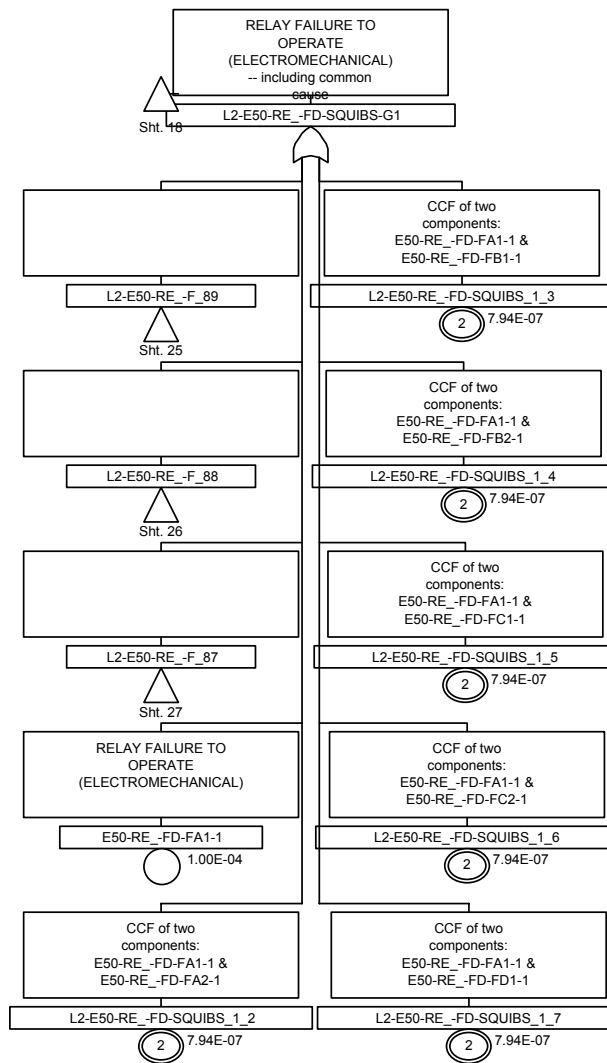 RELAY FAILURE TO
OPERATE
(ELECTROMECHANICAL)
-- including common
cause
Sht. 18
L2-E50-RE_-FD-SQUIBS-G1
L2-E50-RE_-F_89
Sht. 25
CCF of two
components:
E50-RE_-FD-FA1-1 &
E50-RE_-FD-FB1-1
L2-E50-RE_-FD-SQUIBS_1_3
2
7.94E-07
L2-E50-RE_-F_88
Sht. 26
CCF of two
components:
E50-RE_-FD-FA1-1 &
E50-RE_-FD-FB2-1
L2-E50-RE_-FD-SQUIBS_1_4
2
7.94E-07
L2-E50-RE_-F_87
Sht. 27
CCF of two
components:
E50-RE_-FD-FA1-1 &
E50-RE_-FD-FC1-1
L2-E50-RE_-FD-SQUIBS_1_5
2
7.94E-07
RELAY FAILURE TO
OPERATE
(ELECTROMECHANICAL)
E50-RE_-FD-FA1-1
1.00E-04
CCF of two
components:
E50-RE_-FD-FA1-1 &
E50-RE_-FD-FC2-1
L2-E50-RE_-FD-SQUIBS_1_6
2
7.94E-07
CCF of two
components:
E50-RE_-FD-FA1-1 &
E50-RE_-FD-FA2-1
L2-E50-RE_-FD-SQUIBS_1_2
2
7.94E-07
CCF of two
components:
E50-RE_-FD-FA1-1 &
E50-RE_-FD-FD1-1
L2-E50-RE_-FD-SQUIBS_1_7
2
7.94E-07